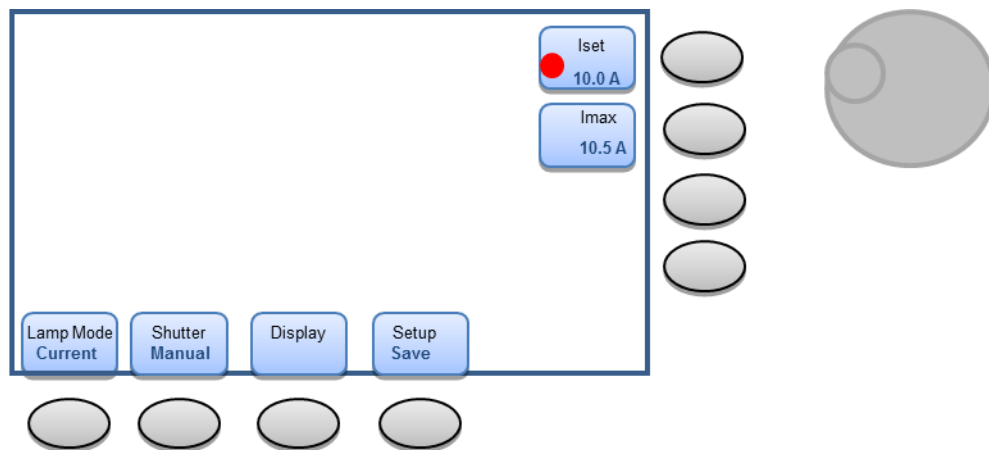 Iset
10.0 A
Imax
10.5 A
Lamp Mode
Current
Shutter
Manual
Display
Setup
Save